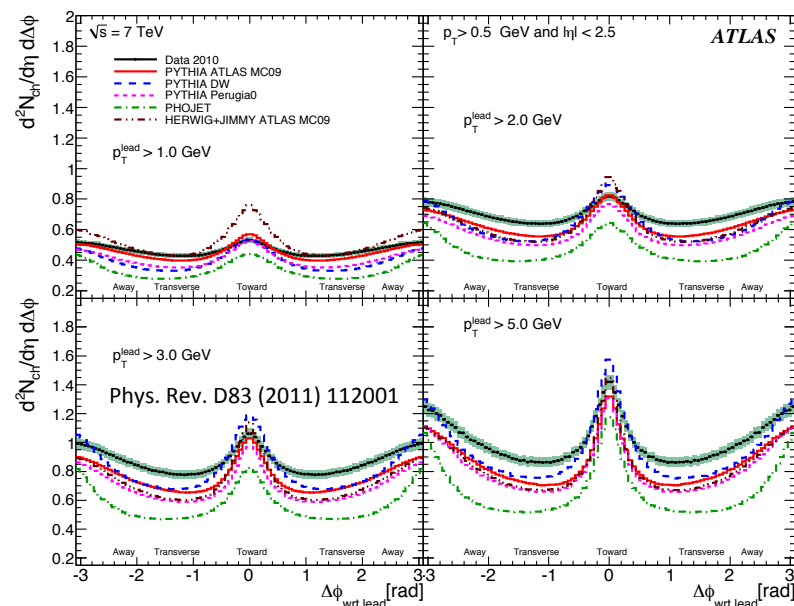 √s = 7 TeV
Data 2010
PYTHIA ATLAS MC09
PYTHIA DW
PYTHIA Perugia0
PHOJET
HERWIG+JIMMY ATLAS MC09
p_T^lead > 1.0 GeV
d²N_ch/dη dΔφ
2
1.8
1.6
1.4
1.2
1
0.8
0.6
0.4
0.2
Away Transverse Toward Transverse Away
p_T > 0.5 GeV and |η| < 2.5
ATLAS
p_T^lead > 2.0 GeV
Away Transverse Toward Transverse Away
p_T^lead > 3.0 GeV
Phys. Rev. D83 (2011) 112001
d²N_ch/dη dΔφ
1.8
1.6
1.4
1.2
1
0.8
0.6
0.4
0.2
Away Transverse Toward Transverse Away
-3 -2 -1 0 1 2 3
Δφ_wrt lead [rad]
p_T^lead > 5.0 GeV
Away Transverse Toward Transverse Away
-3 -2 -1 0 1 2 3
Δφ_wrt lead [rad]